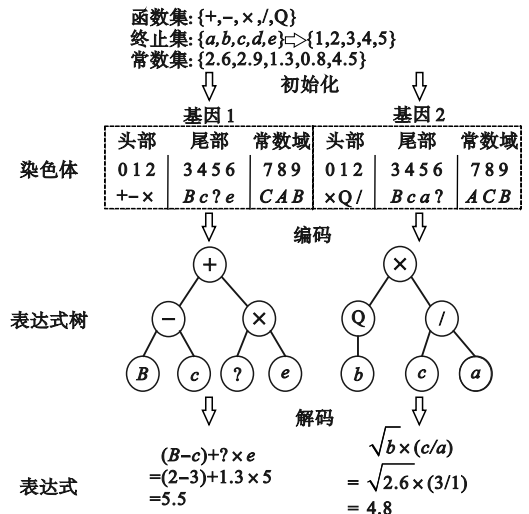 函数集:{+,−,×,/,Q}
终止集:{a,b,c,d,e}⇨{1,2,3,4,5}
常数集:{2.6,2.9,1.3,0.8,4.5}
初始化
基因1 基因2
头部 尾部 常数域 头部 尾部 常数域
染色体 012 3456 789 012 3456 789
+−× Bc?e CAB ×Q/ Bca? ACB
编码
+ ×
表达式树 − × Q /
B c ? e b c a
解码
(B−c)+?×e √b×(c/a)
表达式 =(2−3)+1.3×5 =√2.6×(3/1)
=5.5 =4.8